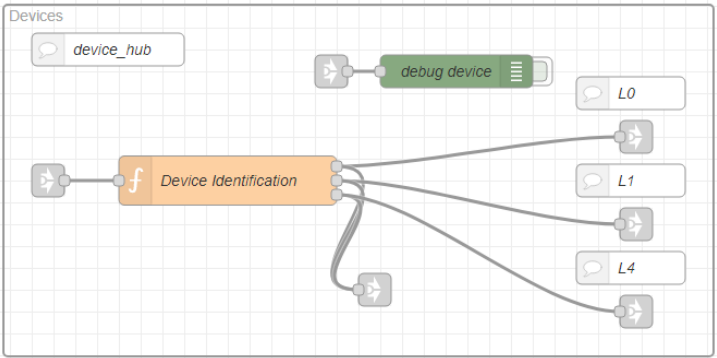 Devices
device_hub
debug device
L0
Device Identification
L1
L4